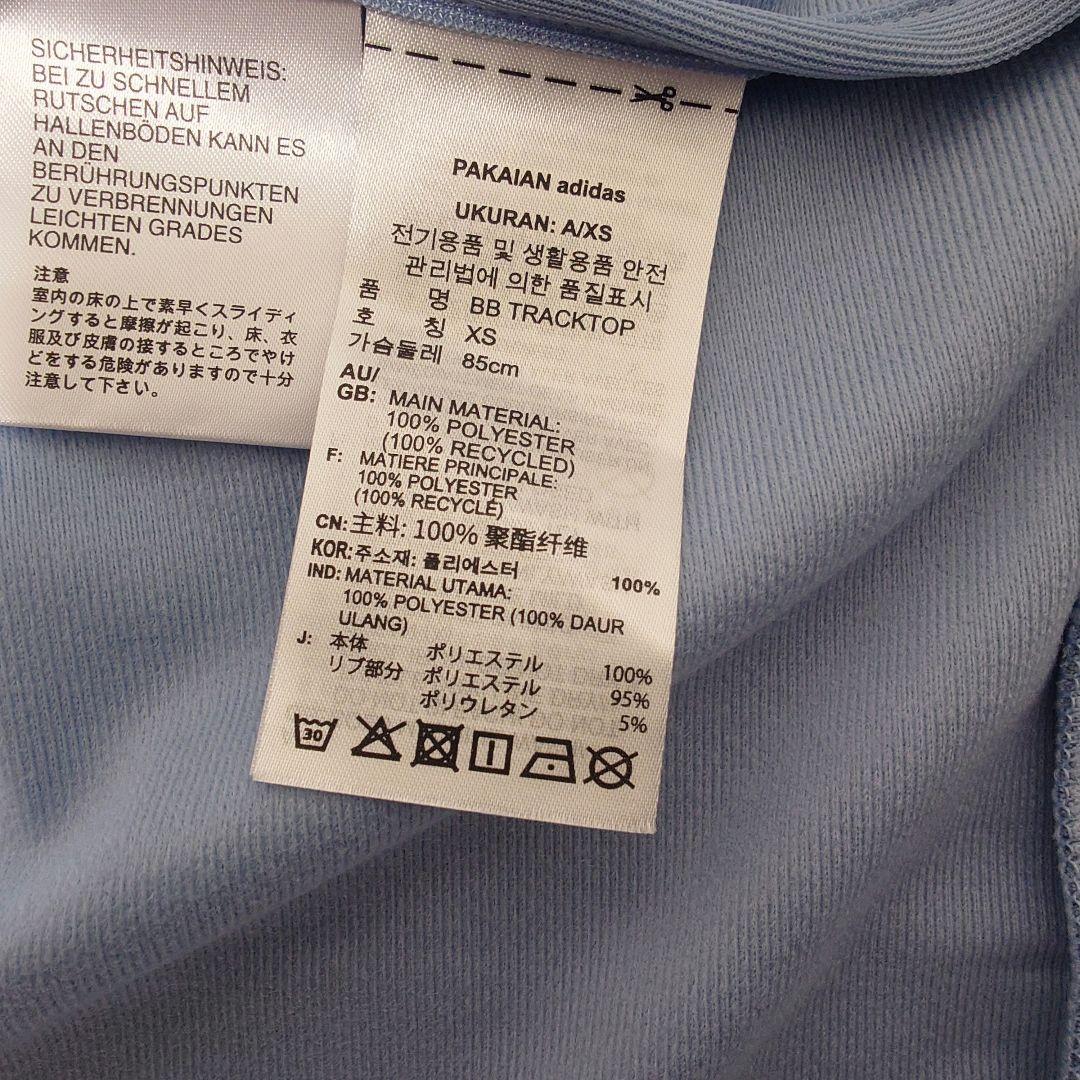 SICHERHEITSHINWEIS:
BEI ZU SCHNELLEM
RUTSCHEN AUF
HALLENBÖDEN KANN ES
AN DEN
BERÜHRUNGSPUNKTEN
ZU VERBRENNUNGEN
LEICHTEN GRADES
KOMMEN.
注意
室内の床の上で素早くスライディ
ングすると摩擦が起こり、床、衣
服及び皮膚の接するところでやけ
どをする危険がありますので十分
注意して下さい。
PAKAIAN adidas
UKURAN: A/XS
전기용품 및 생활용품 안전
관리법에 의한 품질표시
품 명 BB TRACKTOP
호 칭 XS
가슴둘레 85cm
AU/
GB: MAIN MATERIAL:
100% POLYESTER
(100% RECYCLED)
F: MATIERE PRINCIPALE:
100% POLYESTER
(100% RECYCLÉ)
CN: 主料: 100% 聚酯纤维
KOR: 주소재: 폴리에스터 100%
IND: MATERIAL UTAMA:
100% POLYESTER (100% DAUR
ULANG)
J: 本体 ポリエステル 100%
リブ部分 ポリエステル 95%
ポリウレタン 5%
30